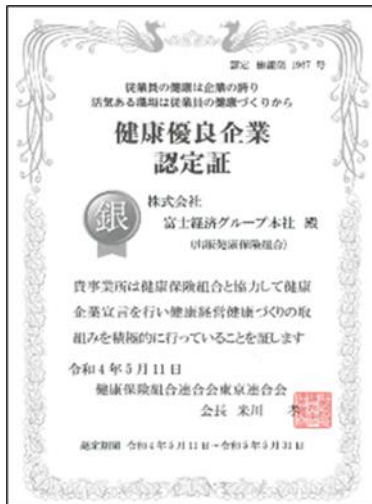 認定 健銀第 1967 号
従業員の健康は企業の誇り
活気ある職場は従業員の健康づくりから
健康優良企業
認定証
銀
株式会社
富士経済グループ本社 殿
(出版健康保険組合)
貴事業所は健康保険組合と協力して健康
企業宣言を行い健康経営健康づくりの取
組みを積極的に行っていることを証します
令和4年5月11日
健康保険組合連合会東京連合会
会長 米川 孝
認定期間 令和4年5月11日~令和5年5月31日